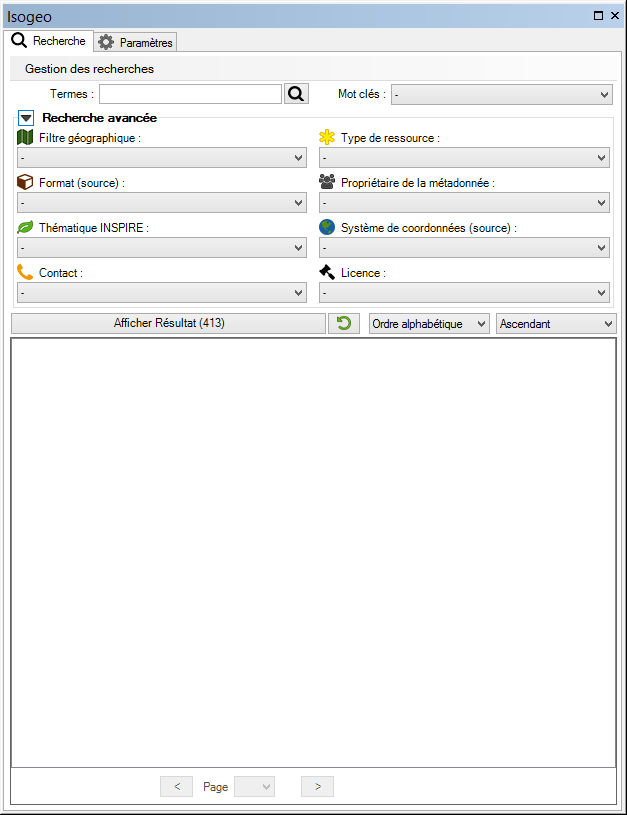 Isogeo
Recherche Paramètres
Gestion des recherches
Termes : Mot clés : -
Recherche avancée
Filtre géographique : Type de ressource :
- -
Format (source) : Propriétaire de la métadonnée :
- -
Thématique INSPIRE : Système de coordonnées (source) :
- -
Contact : Licence :
- -
Afficher Résultat (413) Ordre alphabétique Ascendant
< Page >